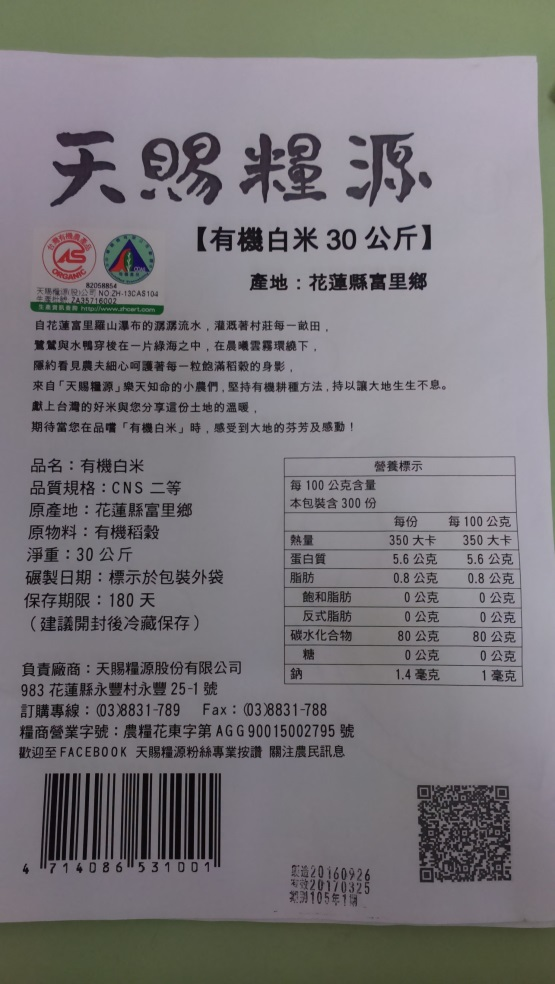 天賜糧源
【有機白米 30 公斤】
產地：花蓮縣富里鄉
台灣有機農產品
ORGANIC
82058854
天賜糧源(股)公司 NO.ZH-13CAS104
ZA35716002
http://www.zhcert.com
自花蓮富里羅山瀑布的潺潺流水，灌溉著村莊每一畝田，
鷺鷥與水鴨穿梭在一片綠海之中，在晨曦雲霧環繞下，
隱約看見農夫細心呵護著每一粒飽滿稻穀的身影，
來自「天賜糧源」樂天知命的小農們，堅持有機耕種方法，持以讓大地生生不息。
獻上台灣的好米與您分享這份土地的溫暖，
期待當您在品嚐「有機白米」時，感受到大地的芬芳及感動！
品名：有機白米
品質規格：CNS 二等
原產地：花蓮縣富里鄉
原物料：有機稻穀
淨重：30 公斤
碾製日期：標示於包裝外袋
保存期限：180 天
（建議開封後冷藏保存）
營養標示
每 100 公克含量
本包裝含 300 份
每份 每 100 公克
熱量 350 大卡 350 大卡
蛋白質 5.6 公克 5.6 公克
脂肪 0.8 公克 0.8 公克
飽和脂肪 0 公克 0 公克
反式脂肪 0 公克 0 公克
碳水化合物 80 公克 80 公克
糖 0 公克 0 公克
鈉 1.4 毫克 1 毫克
負責廠商：天賜糧源股份有限公司
983 花蓮縣永豐村永豐 25-1 號
訂購專線：(03)8831-789 Fax：(03)8831-788
糧商營業字號：農糧花東字第 AGG90015002795 號
歡迎至 FACEBOOK 天賜糧源粉絲專業按讚 關注農民訊息
4 714086 531001
製造20160926
有效20170325
期別105年1期